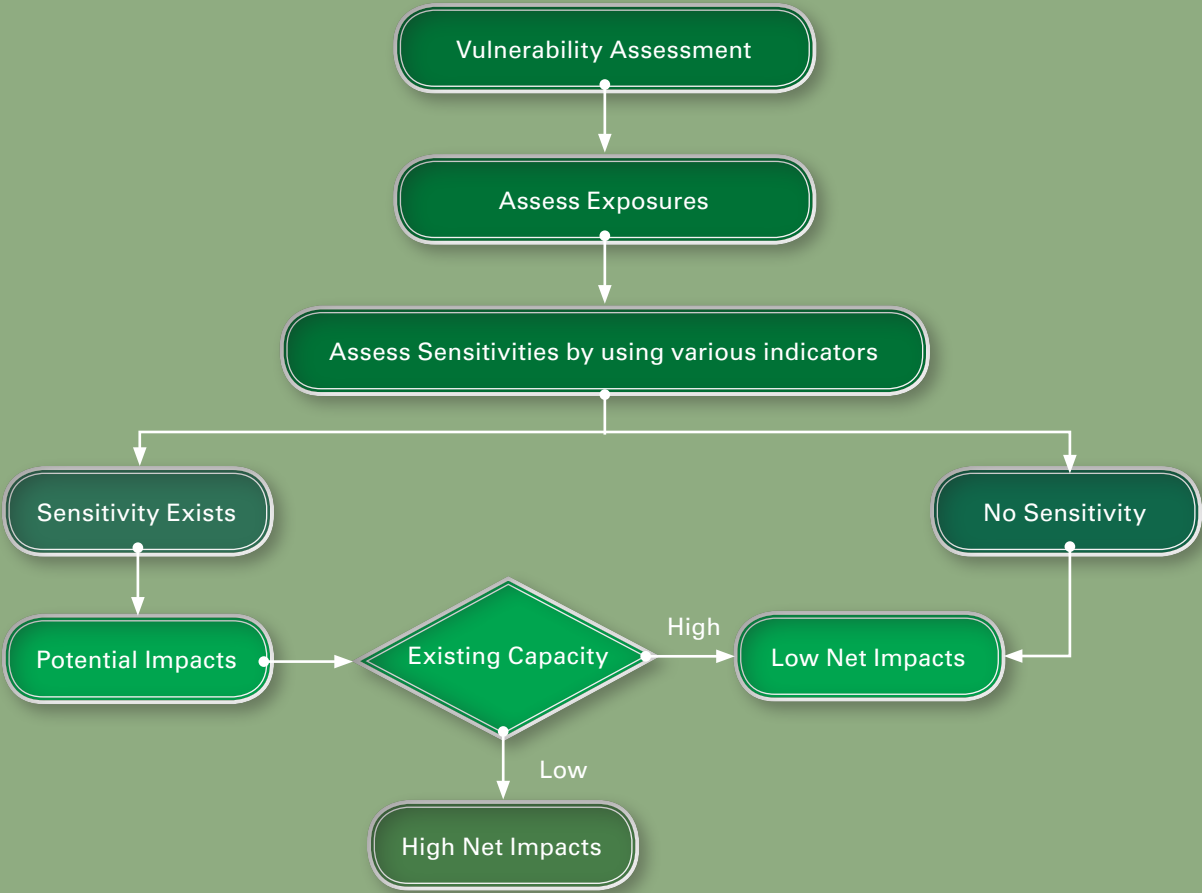 Vulnerability Assessment
Assess Exposures
Assess Sensitivities by using various indicators
Sensitivity Exists
No Sensitivity
Potential Impacts
Existing Capacity
High
Low Net Impacts
Low
High Net Impacts